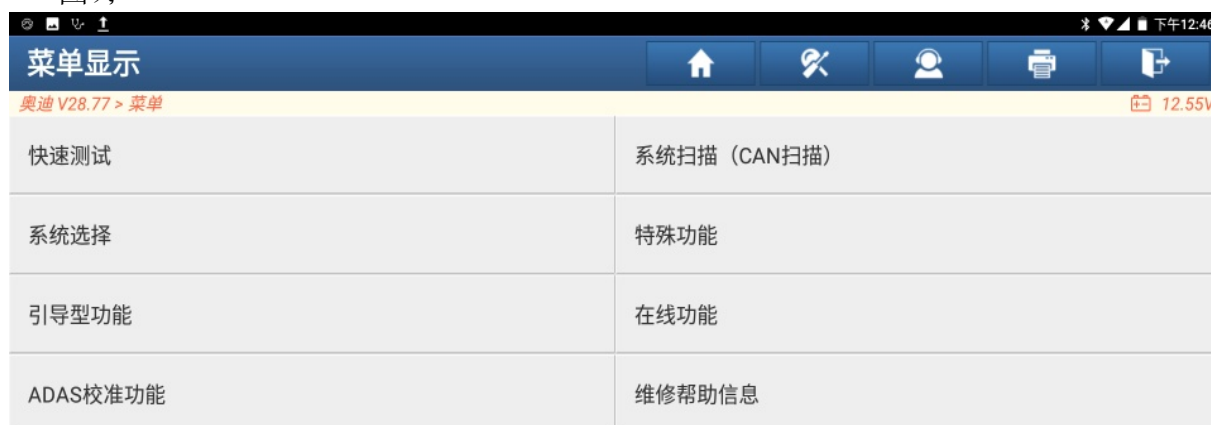 下午12:46
菜单显示
奥迪 V28.77 > 菜单
12.55V
快速测试
系统扫描（CAN扫描）
系统选择
特殊功能
引导型功能
在线功能
ADAS校准功能
维修帮助信息